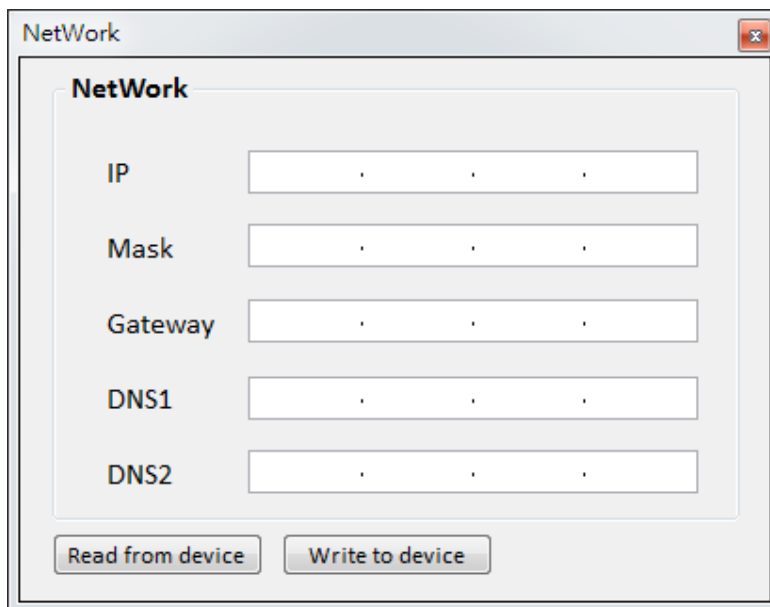 NetWork
NetWork
IP . . .
Mask . . .
Gateway . . .
DNS1 . . .
DNS2 . . .
Read from device Write to device